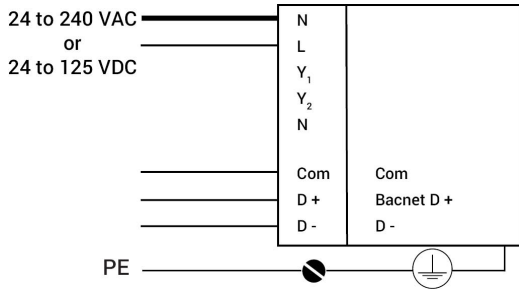 24 to 240 VAC
or
24 to 125 VDC
N
L
Y1
Y2
N
Com Com
D + Bacnet D +
D - D -
PE